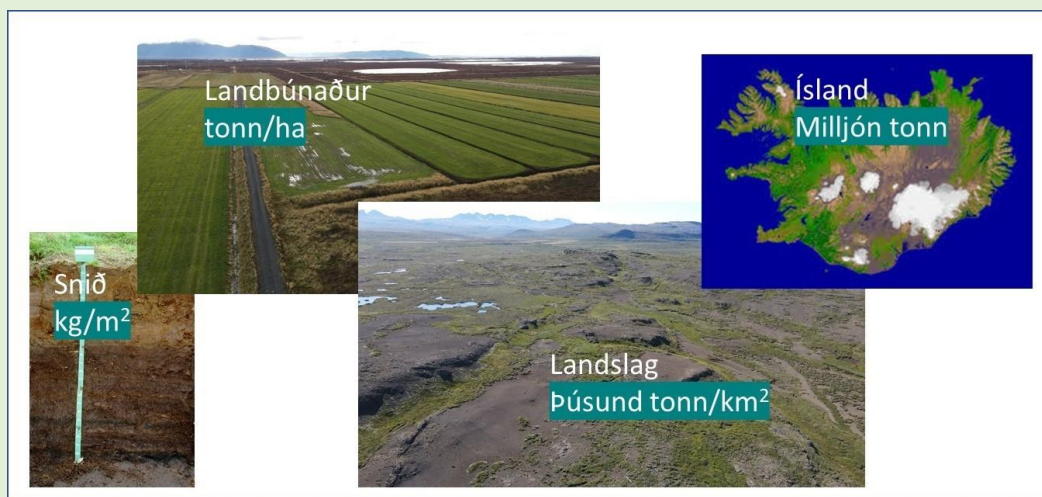 Landbúnaður
tonn/ha
Ísland
Milljón tonn
Snið
kg/m²
Landslag
Þúsund tonn/km²